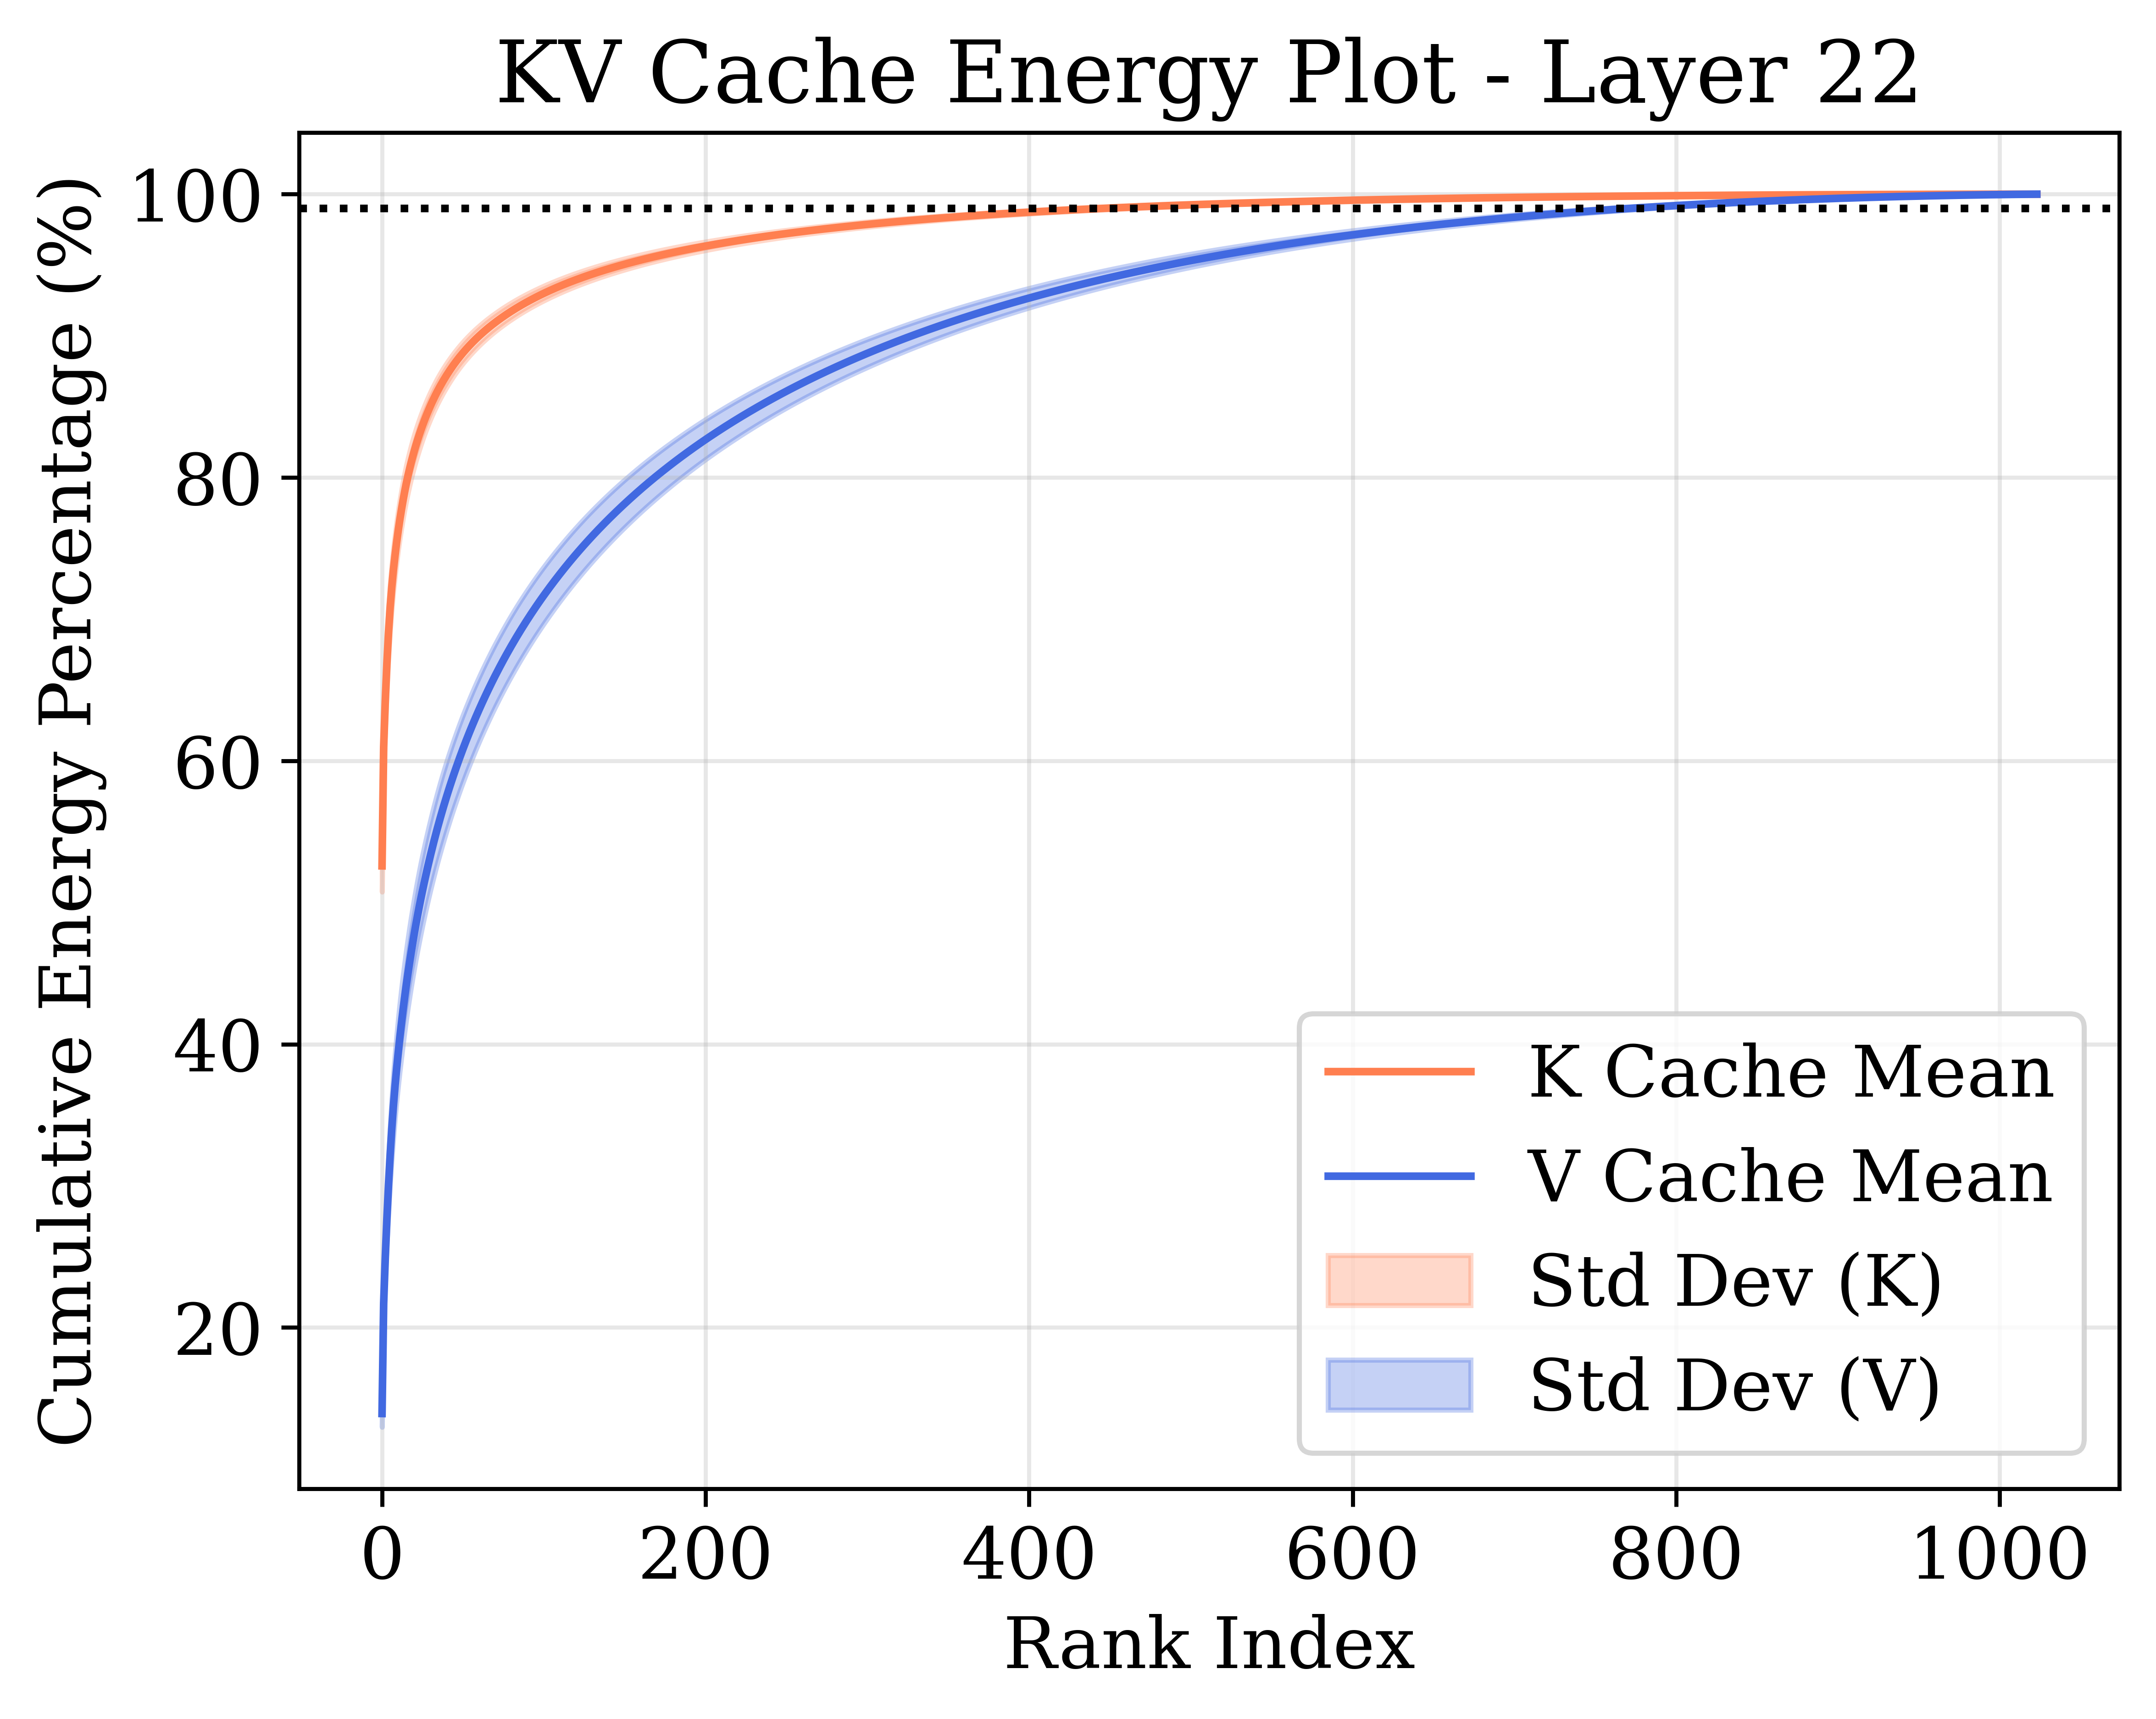 KV Cache Energy Plot - Layer 22
Cumulative Energy Percentage (%)
100
80
60
40
20
K Cache Mean
V Cache Mean
Std Dev (K)
Std Dev (V)
0 200 400 600 800 1000
Rank Index